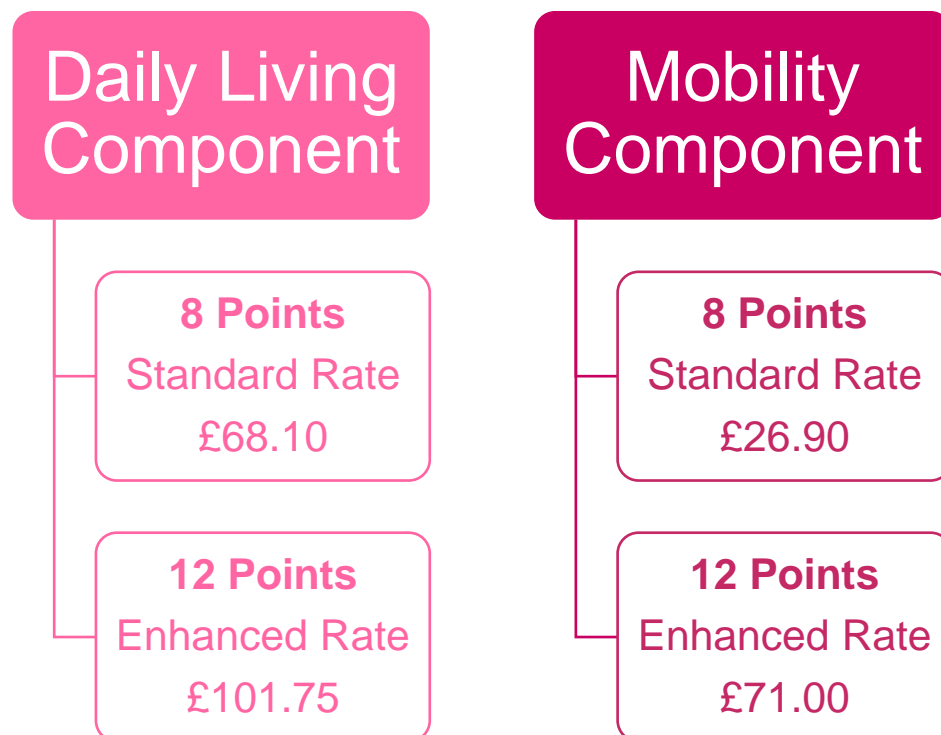 Daily Living
Component
8 Points
Standard Rate
£68.10
12 Points
Enhanced Rate
£101.75
Mobility
Component
8 Points
Standard Rate
£26.90
12 Points
Enhanced Rate
£71.00